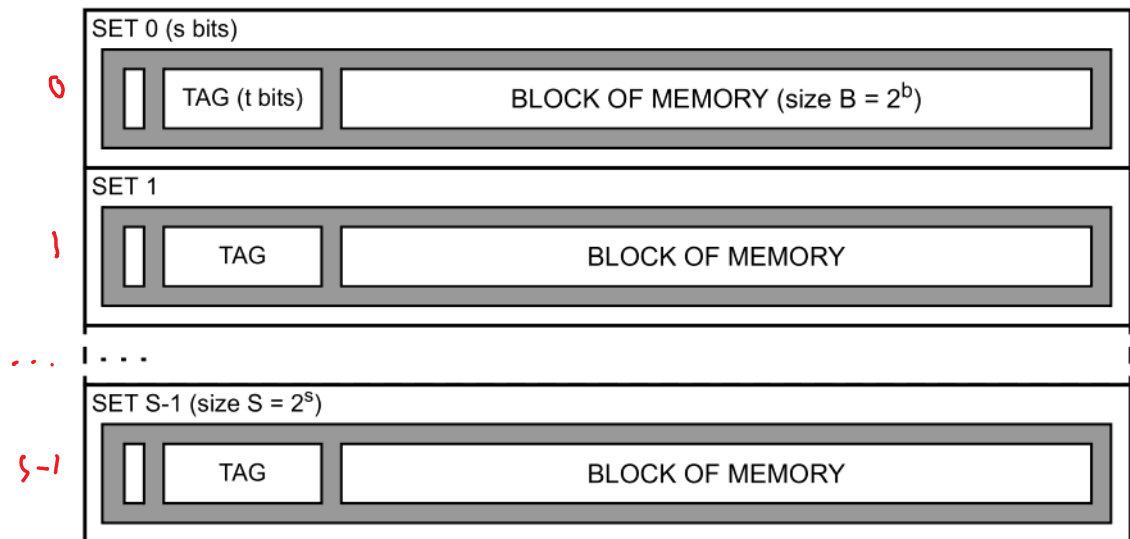 SET 0 (s bits)
0
TAG (t bits)
BLOCK OF MEMORY (size B = 2^b)
SET 1
1
TAG
BLOCK OF MEMORY
...
. . .
SET S-1 (size S = 2^s)
S-1
TAG
BLOCK OF MEMORY